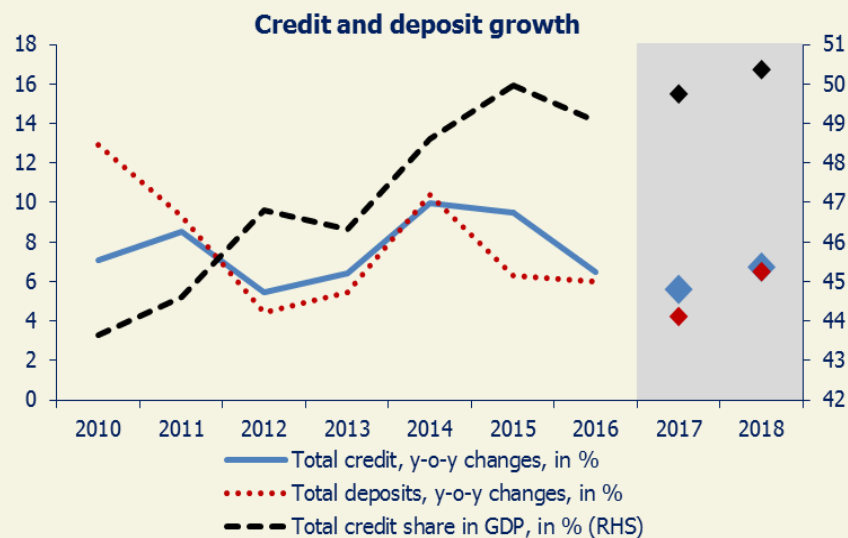 Credit and deposit growth
18 51
16 50
14 49
12 48
10 47
8 46
6 45
4 44
2 43
0 42
2010 2011 2012 2013 2014 2015 2016 2017 2018
Total credit, y-o-y changes, in %
Total deposits, y-o-y changes, in %
Total credit share in GDP, in % (RHS)